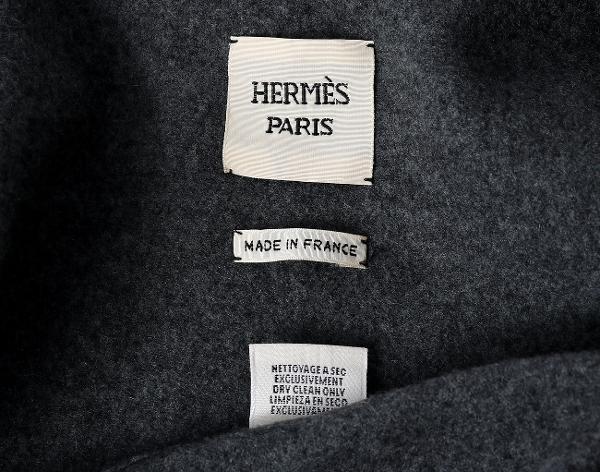 HERMÈS
PARIS
MADE IN FRANCE
NETTOYAGE A SEC
EXCLUSIVEMENT
DRY CLEAN ONLY
LIMPIEZA EN SECO